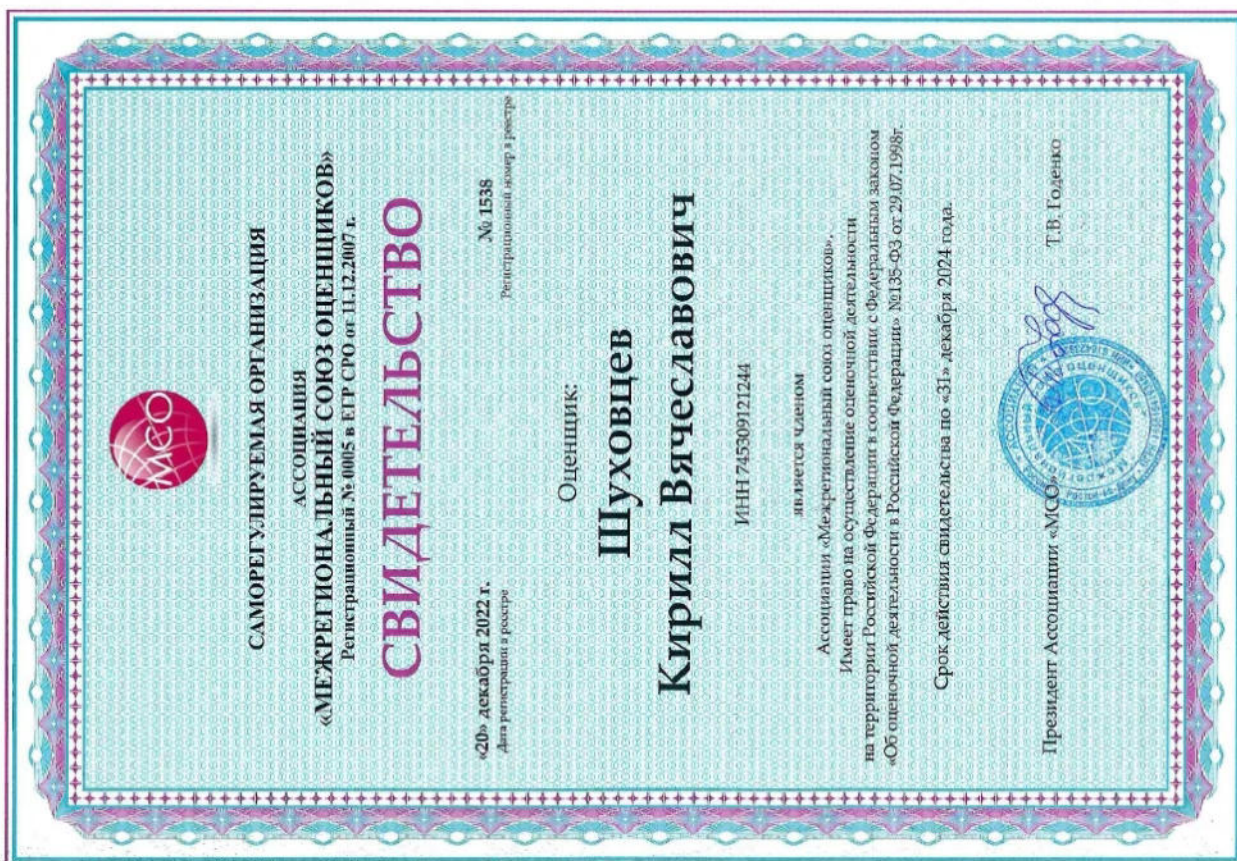 МСО
САМОРЕГУЛИРУЕМАЯ ОРГАНИЗАЦИЯ
АССОЦИАЦИЯ
«МЕЖРЕГИОНАЛЬНЫЙ СОЮЗ ОЦЕНЩИКОВ»
Регистрационный № 0005 в ЕГР СРО от 11.12.2007 г.
СВИДЕТЕЛЬСТВО
«20» декабря 2022 г. № 1538
Дата регистрации в реестре Регистрационный номер в реестре
Оценщик:
Шуховцев
Кирилл Вячеславович
ИНН 745309121244
является членом
Ассоциации «Межрегиональный союз оценщиков».
Имеет право на осуществление оценочной деятельности
на территории Российской Федерации в соответствии с Федеральным законом
«Об оценочной деятельности в Российской Федерации» №135-ФЗ от 29.07.1998г.
Срок действия свидетельства по «31» декабря 2024 года.
Президент Ассоциации «МСО» Т.В. Годенко